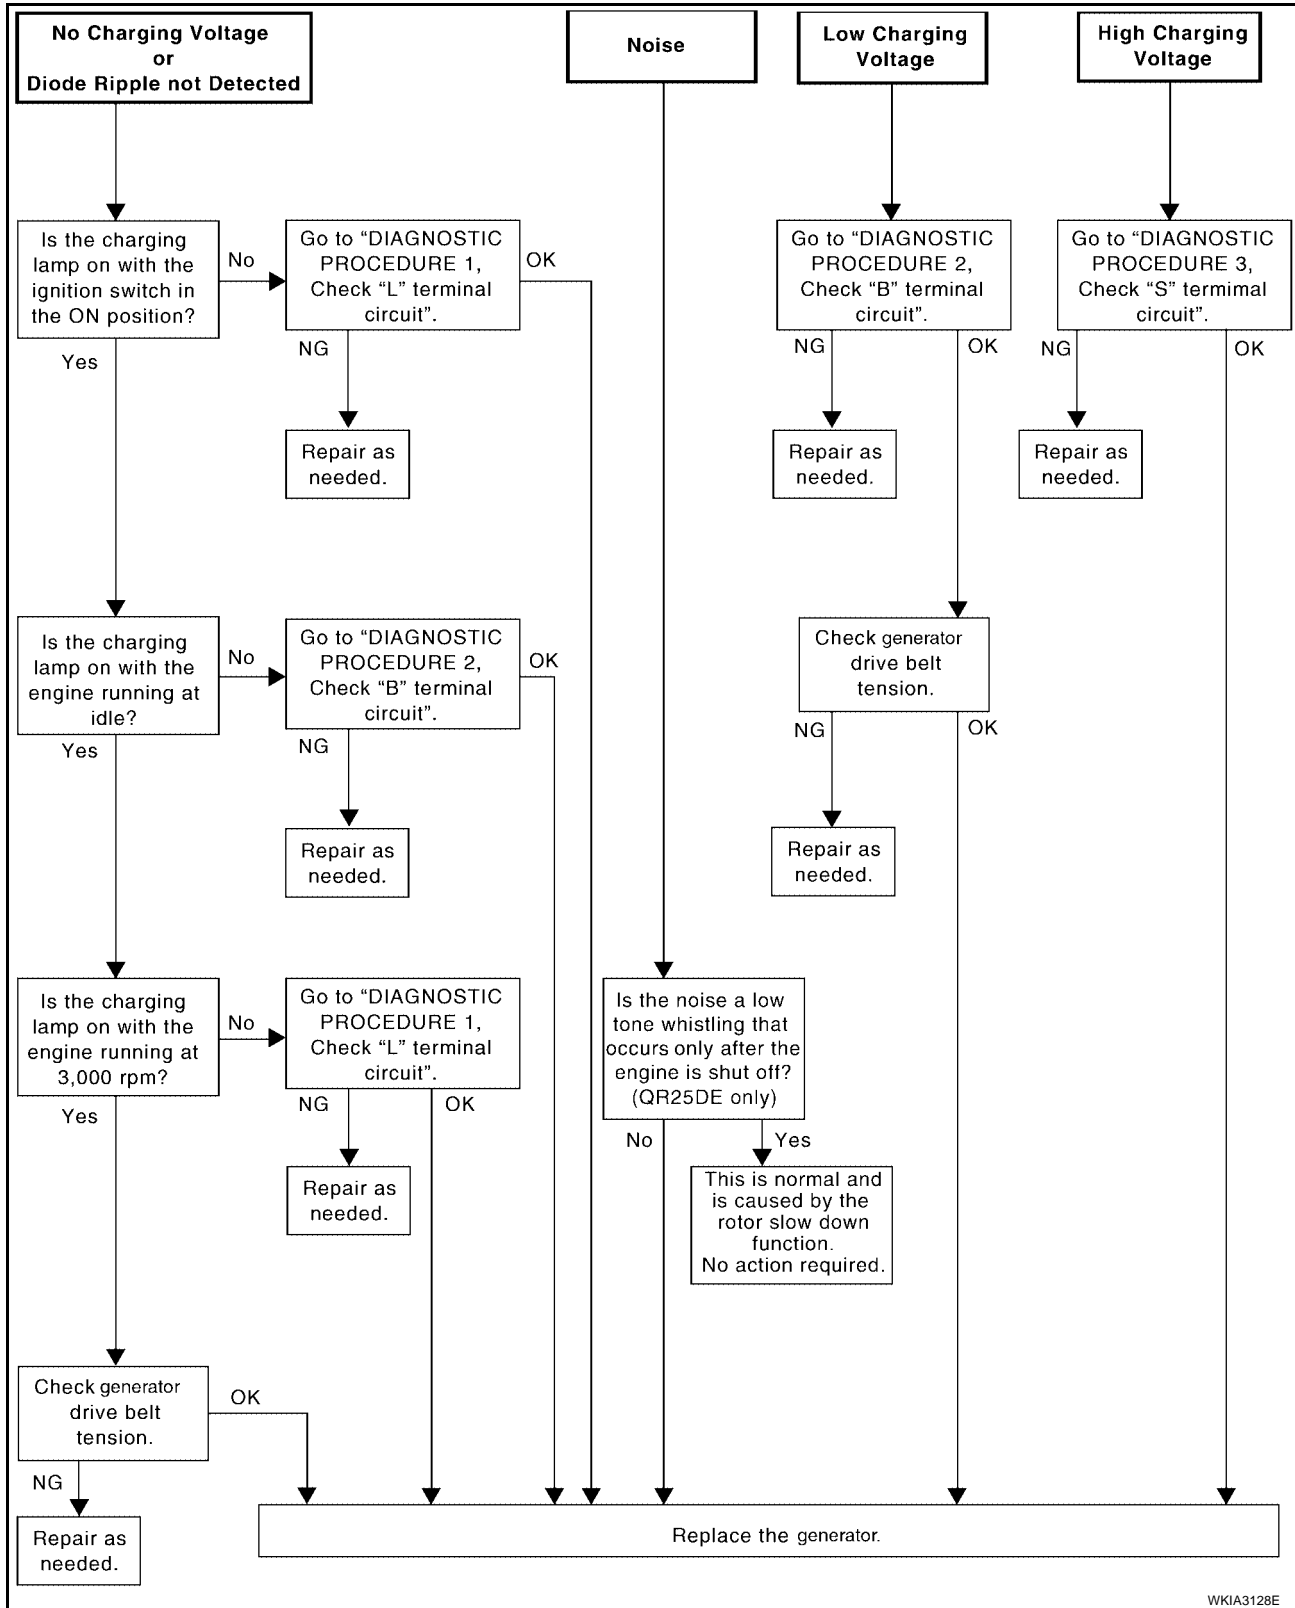 No Charging Voltage
or
Diode Ripple not Detected
Noise
Low Charging
Voltage
High Charging
Voltage
Is the charging
lamp on with the
ignition switch in
the ON position?
No
Go to “DIAGNOSTIC
PROCEDURE 1,
Check “L” terminal
circuit”.
OK
NG
Repair as
needed.
Yes
Go to “DIAGNOSTIC
PROCEDURE 2,
Check “B” terminal
circuit”.
NG
OK
Repair as
needed.
Go to “DIAGNOSTIC
PROCEDURE 3,
Check “S” termimal
circuit”.
NG
OK
Repair as
needed.
Is the charging
lamp on with the
engine running at
idle?
No
Go to “DIAGNOSTIC
PROCEDURE 2,
Check “B” terminal
circuit”.
OK
NG
Repair as
needed.
Yes
Check generator
drive belt
tension.
NG
OK
Repair as
needed.
Is the charging
lamp on with the
engine running at
3,000 rpm?
No
Go to “DIAGNOSTIC
PROCEDURE 1,
Check “L” terminal
circuit”.
NG
OK
Repair as
needed.
Yes
Is the noise a low
tone whistling that
occurs only after the
engine is shut off?
(QR25DE only)
No
Yes
This is normal and
is caused by the
rotor slow down
function.
No action required.
Check generator
drive belt
tension.
OK
NG
Repair as
needed.
Replace the generator.
WKIA3128E